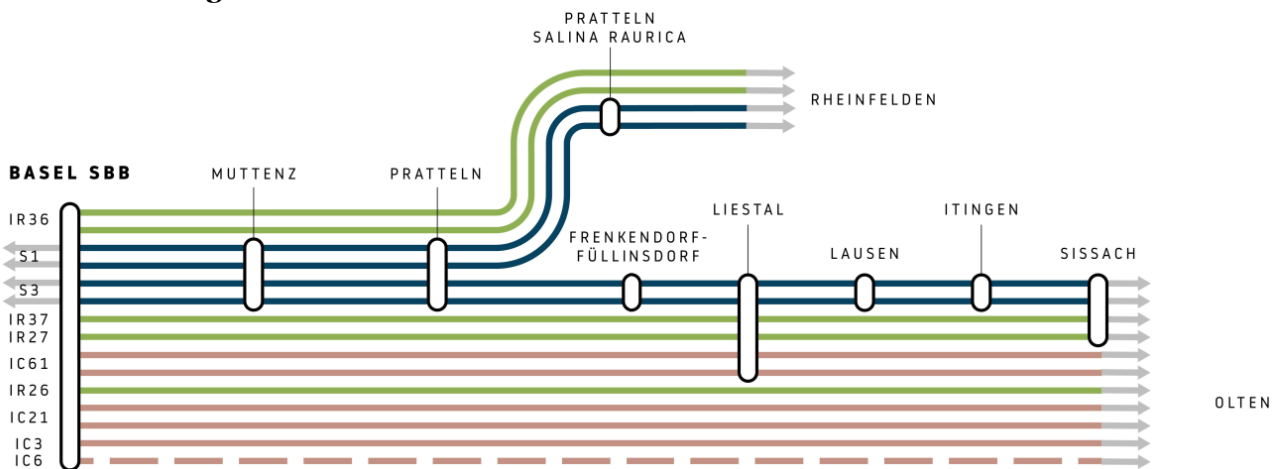 PRATTELN
SALINA RAURICA
RHEINFELDEN
BASEL SBB
MUTTENZ
PRATTELN
LIESTAL
ITINGEN
IR36
FRENKENDORF-
FÜLLINSDORF
LAUSEN
SISSACH
S1
S3
IR37
IR27
IC61
IR26
IC21
OLTEN
IC3
IC6